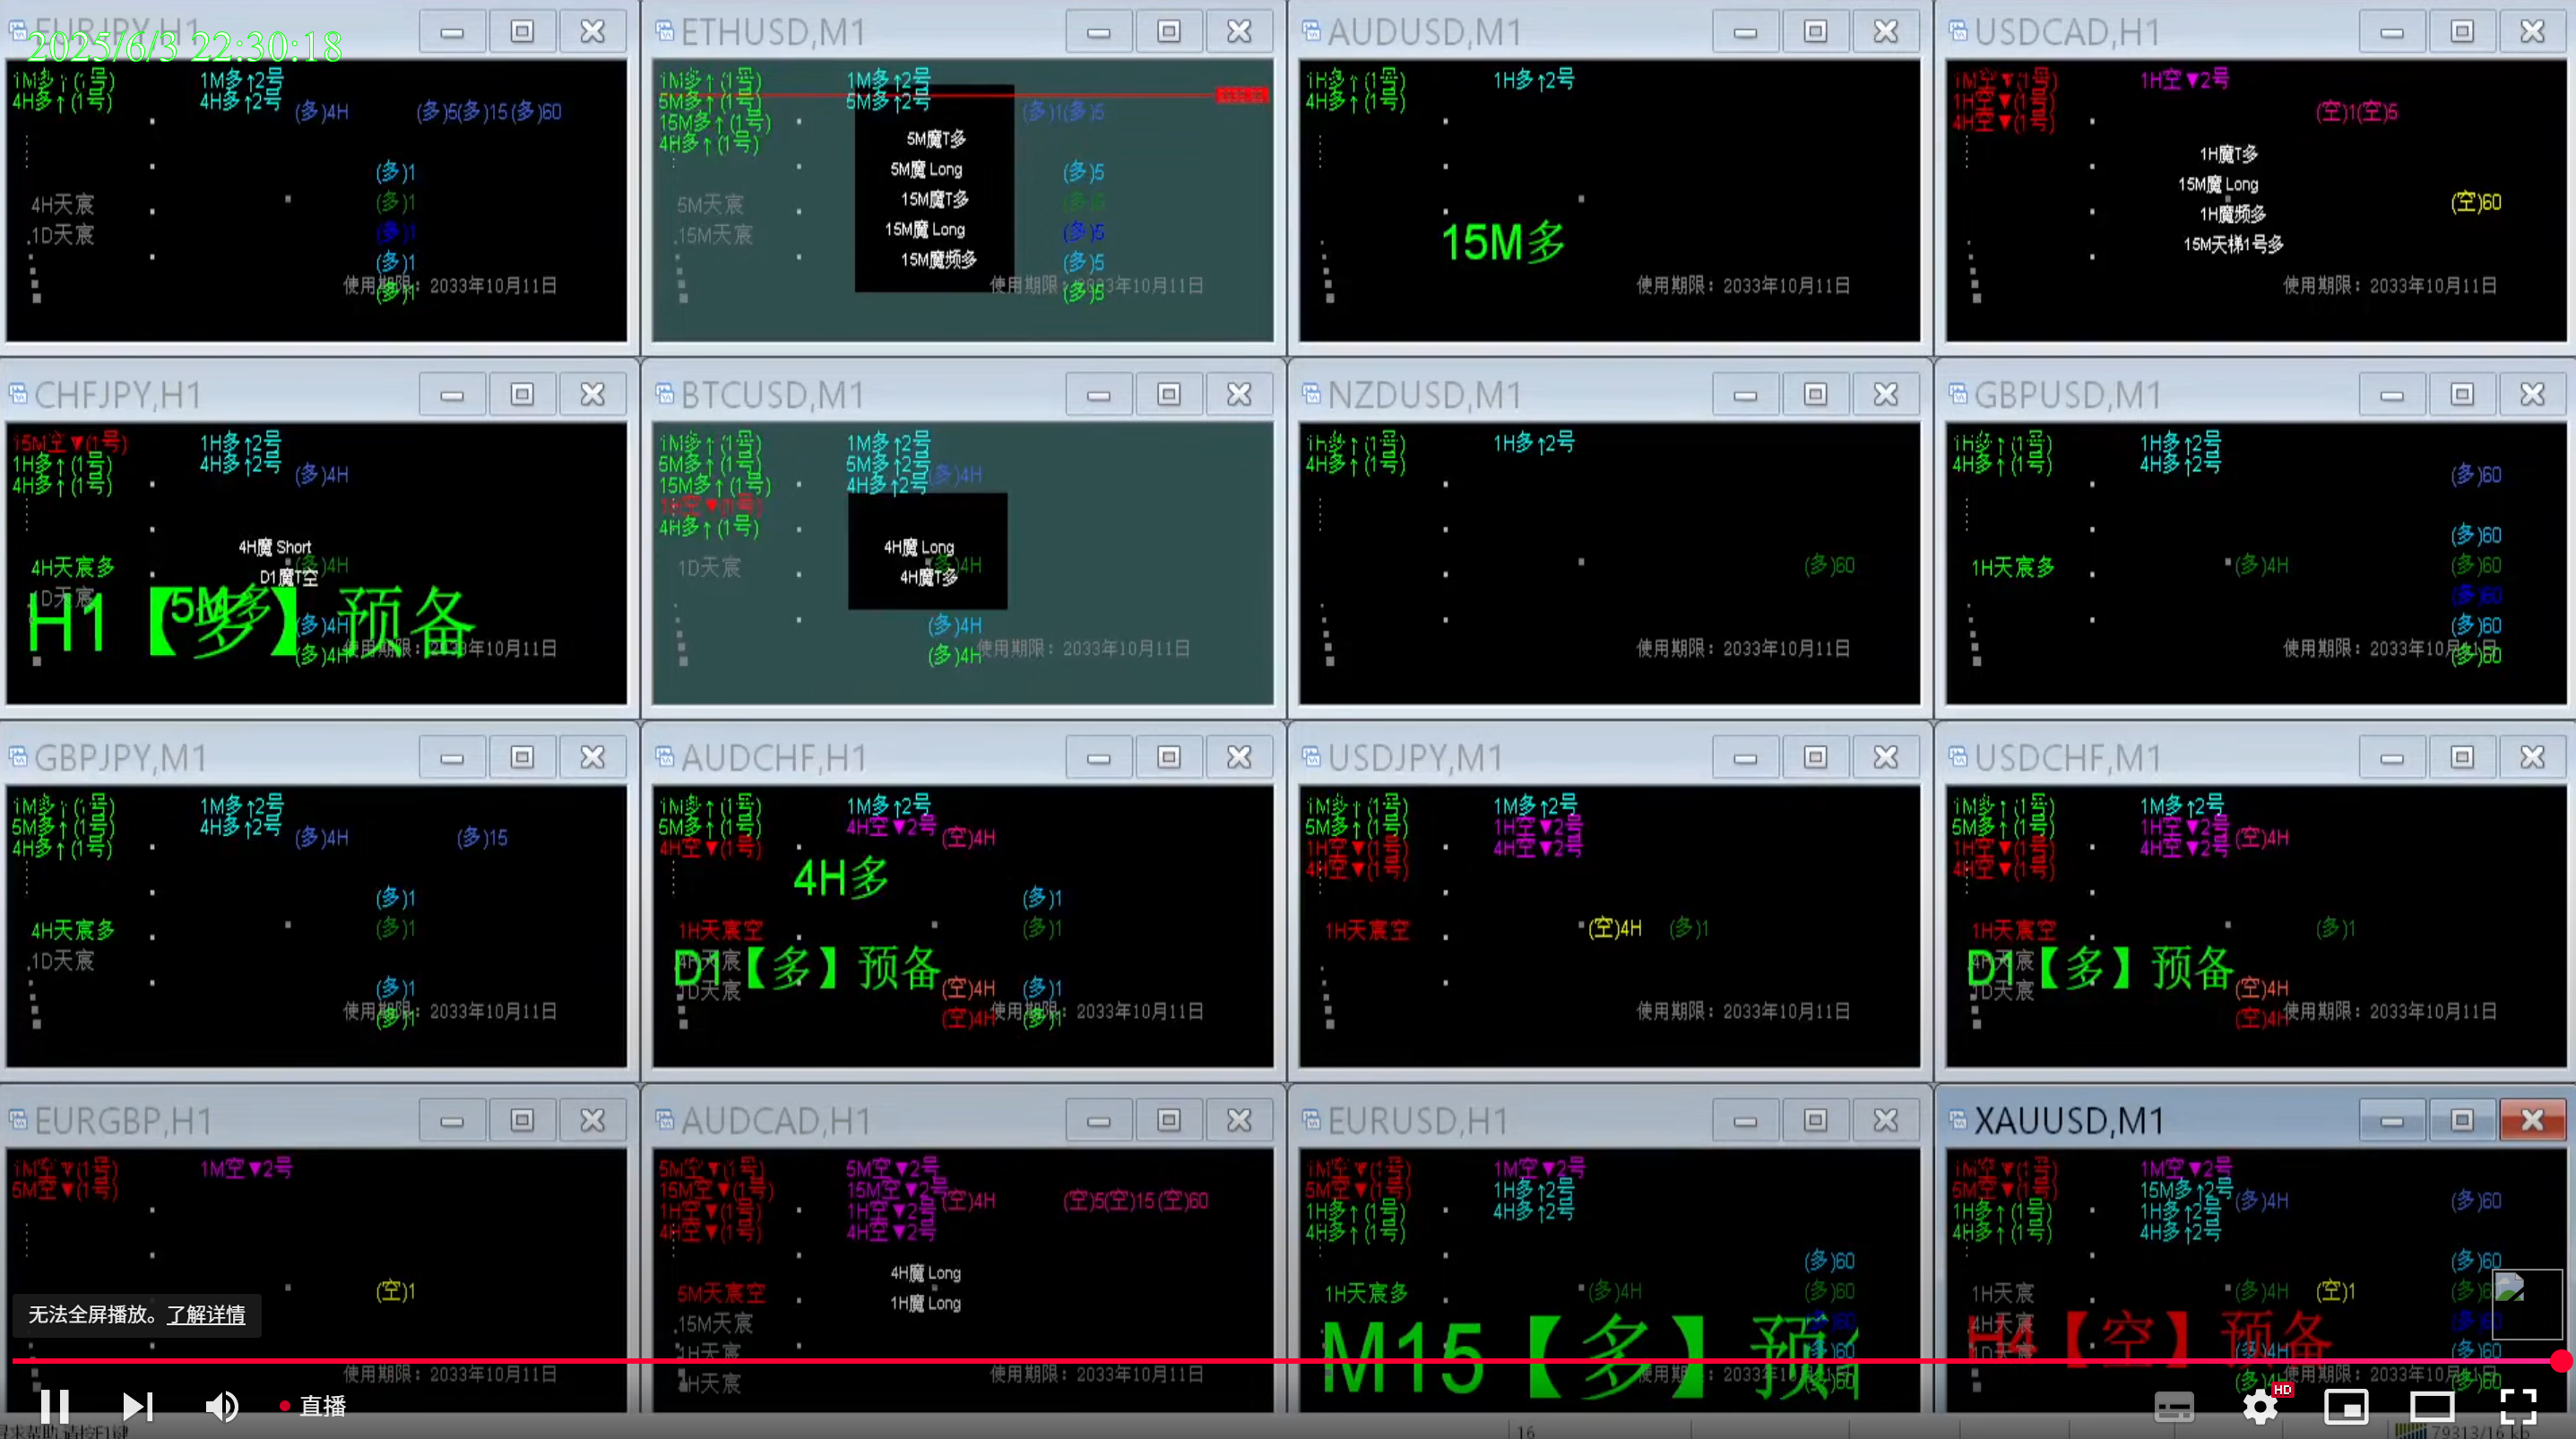 EURJPY,H1
2025/6/3 22:30:18
1M多↑(1号)
4H多↑(1号)
1M多↑2号
4H多↑2号
(多)4H
(多)5(多)15(多)60
(多)1
(多)1
(多)1
(多)1
(多)1
4H天宸
.1D天宸
使用期限：2033年10月11日
ETHUSD,M1
1M多↑(1号)
5M多↑(1号)
15M多↑(1号)
4H多↑(1号)
1M多↑2号
5M多↑2号
(多)1(多)5
5M魔T多
5M魔 Long
15M魔T多
15M魔 Long
15M魔频多
(多)5
(多)5
(多)5
(多)5
(多)5
5M天宸
.15M天宸
使用期限：2033年10月11日
AUDUSD,M1
1H多↑(1号)
4H多↑(1号)
1H多↑2号
15M多
使用期限：2033年10月11日
USDCAD,H1
1M空▼(1号)
1H空▼(1号)
4H空▼(1号)
1H空▼2号
(空)1(空)5
1H魔T多
15M魔 Long
1H魔频多
15M天梯1号多
(空)60
使用期限：2033年10月11日
CHFJPY,H1
15M空▼(1号)
1H多↑(1号)
4H多↑(1号)
1H多↑2号
4H多↑2号
(多)4H
4H魔 Short
(多)4H
D1魔T空
4H天宸多
.1D天宸
H1【多】预备
5M多
(多)4H
(多)4H
使用期限：2033年10月11日
BTCUSD,M1
1M多↑(1号)
5M多↑(1号)
15M多↑(1号)
1H空▼(1号)
4H多↑(1号)
1M多↑2号
5M多↑2号
4H多↑2号
(多)4H
4H魔 Long
(多)4H
4H魔T多
1D天宸
(多)4H
(多)4H
使用期限：2033年10月11日
NZDUSD,M1
1H多↑(1号)
4H多↑(1号)
1H多↑2号
(多)60
使用期限：2033年10月11日
GBPUSD,M1
1H多↑(1号)
4H多↑(1号)
1H多↑2号
4H多↑2号
(多)60
(多)60
1H天宸多
(多)4H
(多)60
(多)60
(多)60
(多)60
使用期限：2033年10月11日
GBPJPY,M1
1M多↑(1号)
5M多↑(1号)
4H多↑(1号)
1M多↑2号
4H多↑2号
(多)4H
(多)15
(多)1
(多)1
(多)1
(多)1
4H天宸多
.1D天宸
使用期限：2033年10月11日
AUDCHF,H1
1M多↑(1号)
5M多↑(1号)
4H空▼(1号)
1M多↑2号
4H空▼2号
(空)4H
4H多
(多)1
(多)1
1H天宸空
4H天宸
D1【多】预备
1D天宸
(空)4H
(多)1
(空)4H
(多)1
使用期限：2033年10月11日
USDJPY,M1
1M多↑(1号)
5M多↑(1号)
1H空▼(1号)
4H空▼(1号)
1M多↑2号
1H空▼2号
4H空▼2号
1H天宸空
(空)4H
(多)1
使用期限：2033年10月11日
USDCHF,M1
1M多↑(1号)
5M多↑(1号)
1H空▼(1号)
4H空▼(1号)
1M多↑2号
1H空▼2号
4H空▼2号
(空)4H
1H天宸空
(多)1
4H天宸
D1【多】预备
1D天宸
(空)4H
(空)4H
使用期限：2033年10月11日
EURGBP,H1
1M空▼(1号)
5M空▼(1号)
1M空▼2号
(空)1
使用期限：2033年10月11日
AUDCAD,H1
5M空▼(1号)
15M空▼(1号)
1H空▼(1号)
4H空▼(1号)
5M空▼2号
15M空▼2号
1H空▼2号
4H空▼2号
(空)4H
(空)5(空)15(空)60
4H魔 Long
1H魔 Long
5M天宸空
.15M天宸
.1H天宸
4H天宸
使用期限：2033年10月11日
EURUSD,H1
1M空▼(1号)
5M空▼(1号)
1H多↑(1号)
4H多↑(1号)
1M空▼2号
1H多↑2号
4H多↑2号
(多)60
1H天宸多
(多)4H
(多)60
(多)60
M15【多】预
(多)60
(多)60
使用期限：2033年10月11日
XAUUSD,M1
1M空▼(1号)
5M空▼(1号)
1H多↑(1号)
4H多↑(1号)
1M空▼2号
15M多↑2号
1H多↑2号
4H多↑2号
(多)4H
(多)60
(多)60
1H天宸
(多)4H
(空)1
4H天宸
H4【空】预备
1D天宸
(多)4H
(多)60
(多)60
使用期限：2033年10月11日
无法全屏播放。了解详情
直播
HD
16
79313/16 kb